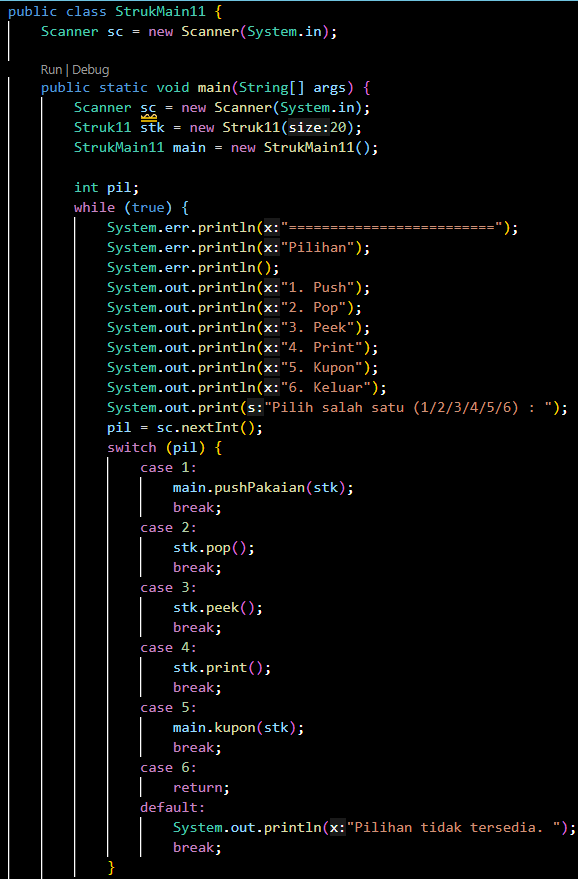 public class StrukMain11 {
    Scanner sc = new Scanner(System.in);

    Run | Debug
    public static void main(String[] args) {
        Scanner sc = new Scanner(System.in);
        Struk11 stk = new Struk11(size:20);
        StrukMain11 main = new StrukMain11();

        int pil;
        while (true) {
            System.err.println(x:"=========================");
            System.err.println(x:"Pilihan");
            System.err.println();
            System.out.println(x:"1. Push");
            System.out.println(x:"2. Pop");
            System.out.println(x:"3. Peek");
            System.out.println(x:"4. Print");
            System.out.println(x:"5. Kupon");
            System.out.println(x:"6. Keluar");
            System.out.print(s:"Pilih salah satu (1/2/3/4/5/6) : ");
            pil = sc.nextInt();
            switch (pil) {
                case 1:
                    main.pushPakaian(stk);
                    break;
                case 2:
                    stk.pop();
                    break;
                case 3:
                    stk.peek();
                    break;
                case 4:
                    stk.print();
                    break;
                case 5:
                    main.kupon(stk);
                    break;
                case 6:
                    return;
                default:
                    System.out.println(x:"Pilihan tidak tersedia. ");
                    break;
            }